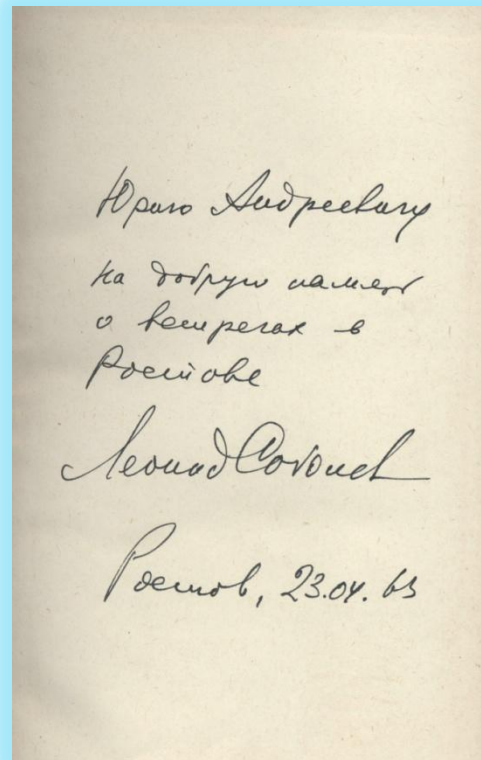 Юрию Андреевичу
на добрую память
о встречах в
Ростове
Леонид Соболев
Ростов, 23.04.63